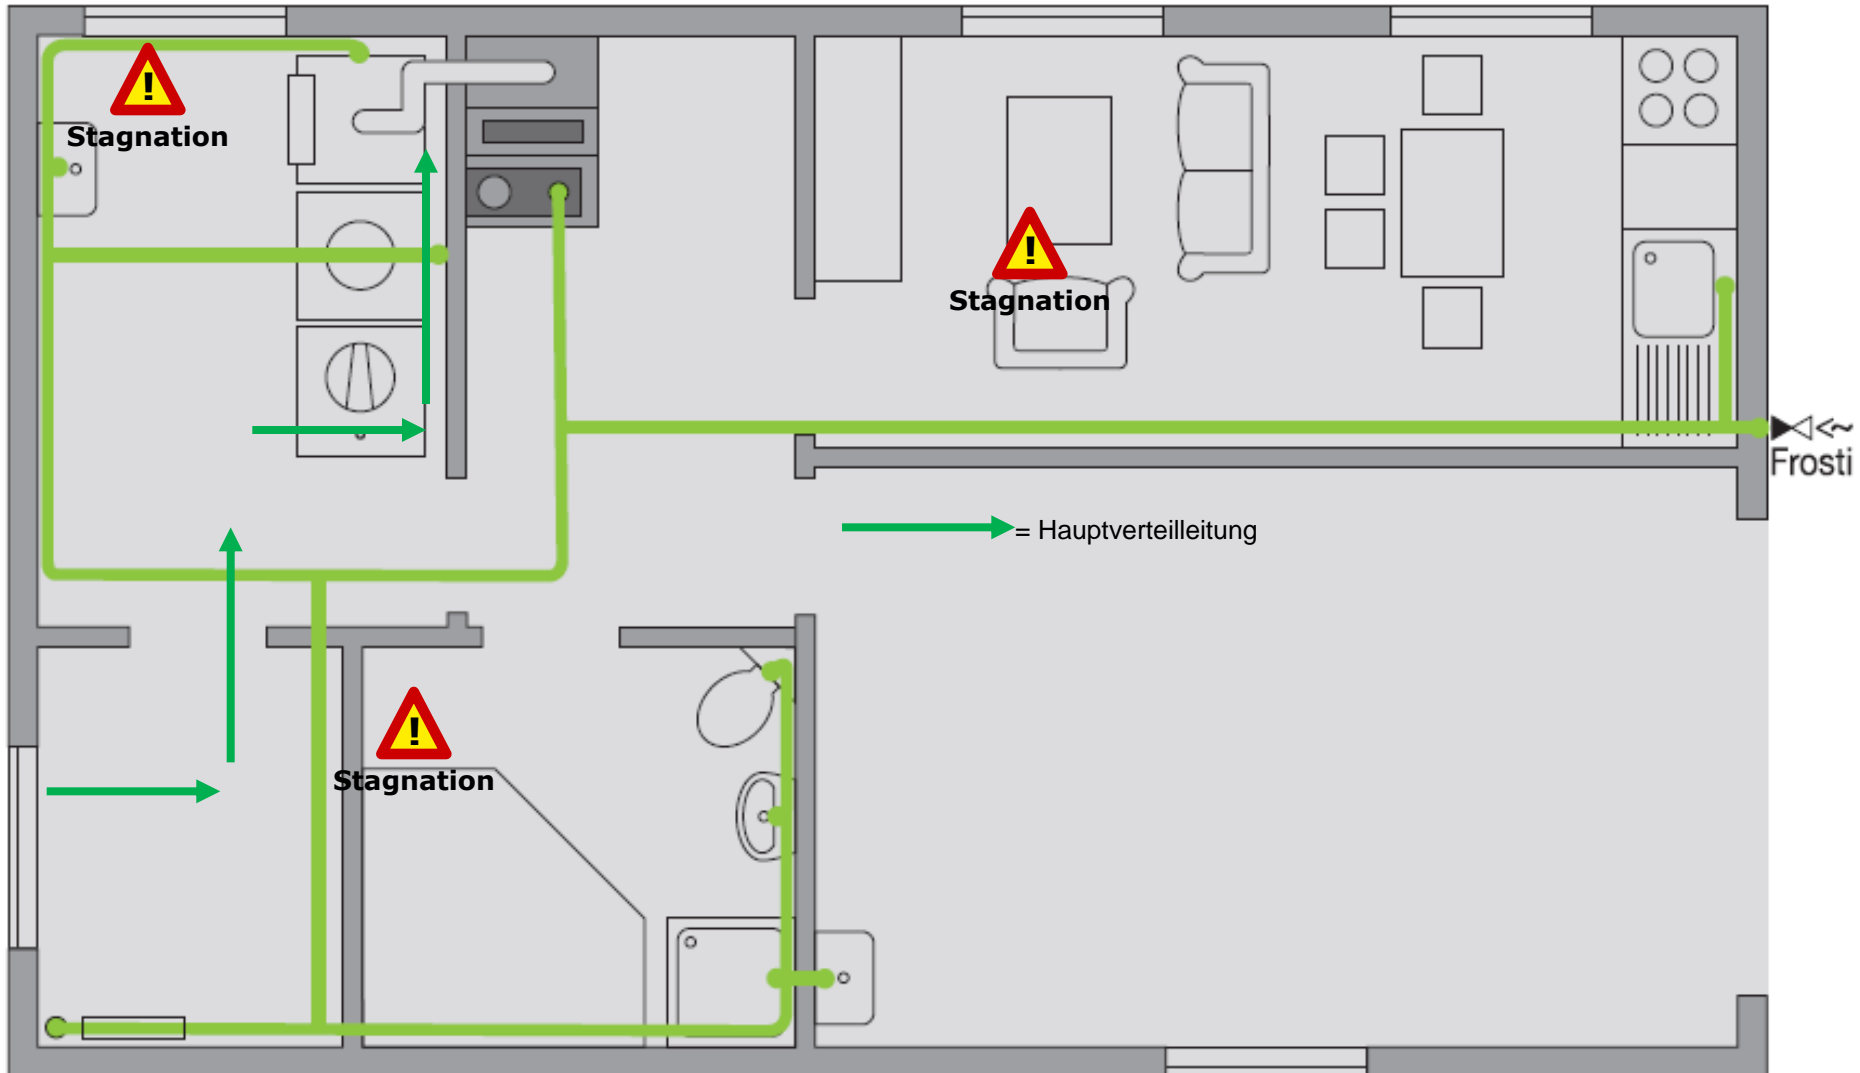 !
Stagnation
!
Stagnation
Frosti
= Hauptverteilleitung
!
Stagnation